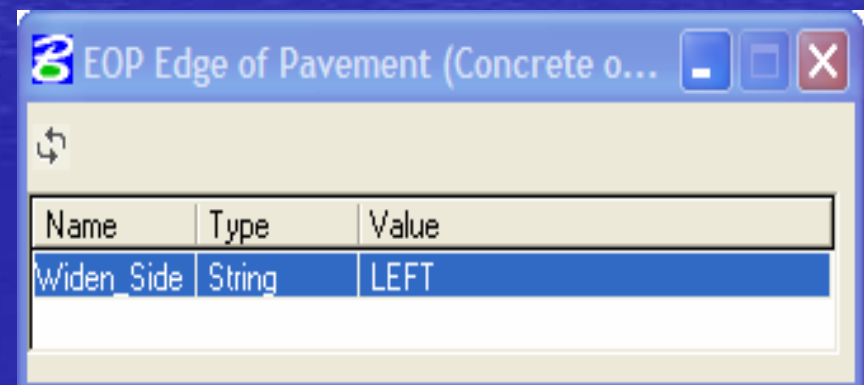 EOP Edge of Pavement (Concrete o...
Name Type Value
Widen_Side String LEFT